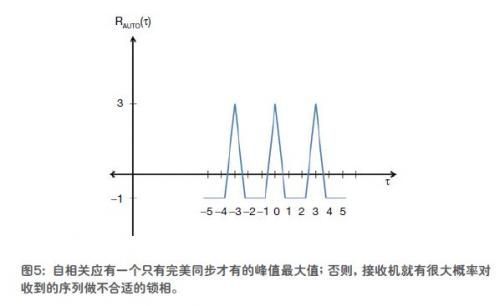 R_AUTO(τ)
3
τ
−1
−5 −4 −3 −2 −1 0 1 2 3 4 5
图5: 自相关应有一个只有完美同步才有的峰值最大值；否则，接收机就有很大概率对
收到的序列做不合适的锁相。